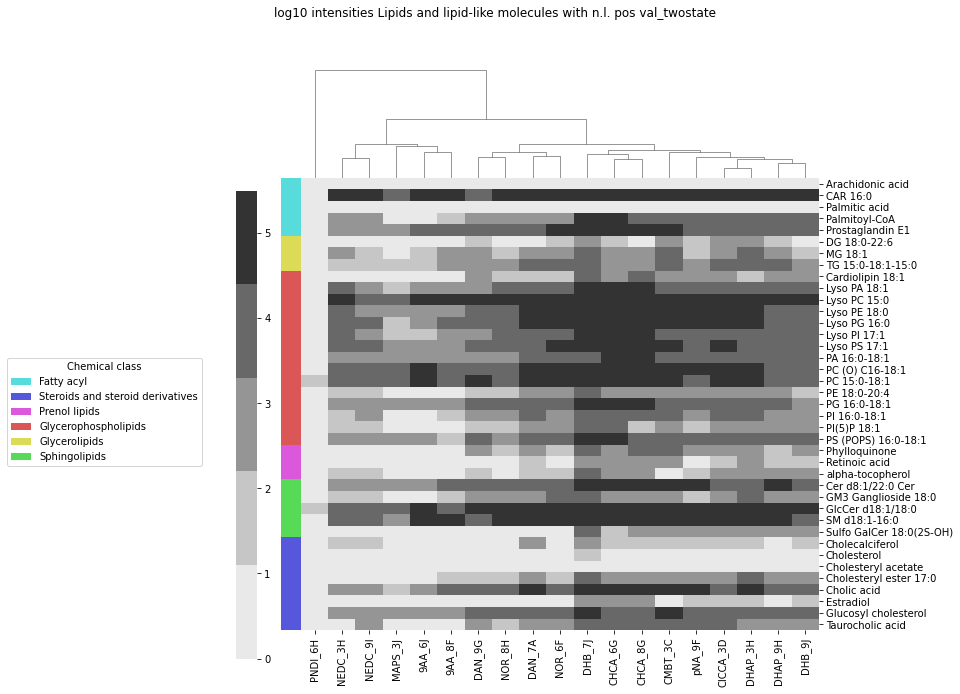 log10 intensities Lipids and lipid-like molecules with n.l. pos val_twostate
Chemical class
Fatty acyl
Steroids and steroid derivatives
Prenol lipids
Glycerophospholipids
Glycerolipids
Sphingolipids
5
4
3
2
1
0
Arachidonic acid
CAR 16:0
Palmitic acid
Palmitoyl-CoA
Prostaglandin E1
DG 18:0-22:6
MG 18:1
TG 15:0-18:1-15:0
Cardiolipin 18:1
Lyso PA 18:1
Lyso PC 15:0
Lyso PE 18:0
Lyso PG 16:0
Lyso PI 17:1
Lyso PS 17:1
PA 16:0-18:1
PC (O) C16-18:1
PC 15:0-18:1
PE 18:0-20:4
PG 16:0-18:1
PI 16:0-18:1
PI(5)P 18:1
PS (POPS) 16:0-18:1
Phylloquinone
Retinoic acid
alpha-tocopherol
Cer d8:1/22:0 Cer
GM3 Ganglioside 18:0
GlcCer d18:1/18:0
SM d18:1-16:0
Sulfo GalCer 18:0(2S-OH)
Cholecalciferol
Cholesterol
Cholesteryl acetate
Cholesteryl ester 17:0
Cholic acid
Estradiol
Glucosyl cholesterol
Taurocholic acid
PNDI_6H
NEDC_3H
NEDC_9I
MAPS_3J
9AA_6J
9AA_8F
DAN_9G
NOR_8H
DAN_7A
NOR_6F
DHB_7J
CHCA_6G
CHCA_8G
CMBT_3C
pNA_9F
ClCCA_3D
DHAP_3H
DHAP_9H
DHB_9J